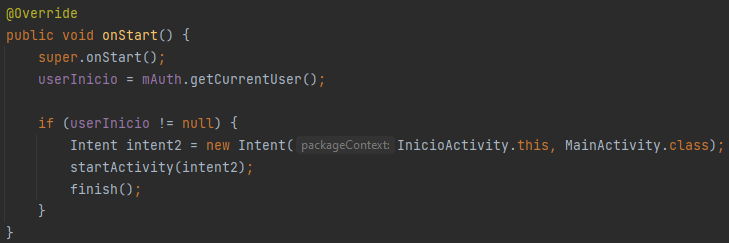 @Override
public void onStart() {
    super.onStart();
    userInicio = mAuth.getCurrentUser();

    if (userInicio != null) {
        Intent intent2 = new Intent( packageContext: InicioActivity.this, MainActivity.class);
        startActivity(intent2);
        finish();
    }
}